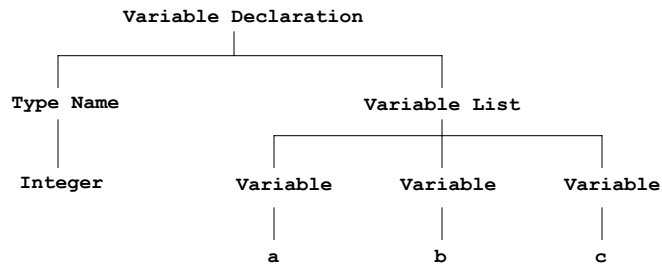 Variable Declaration
Type Name Variable List
Integer Variable Variable Variable
a b c